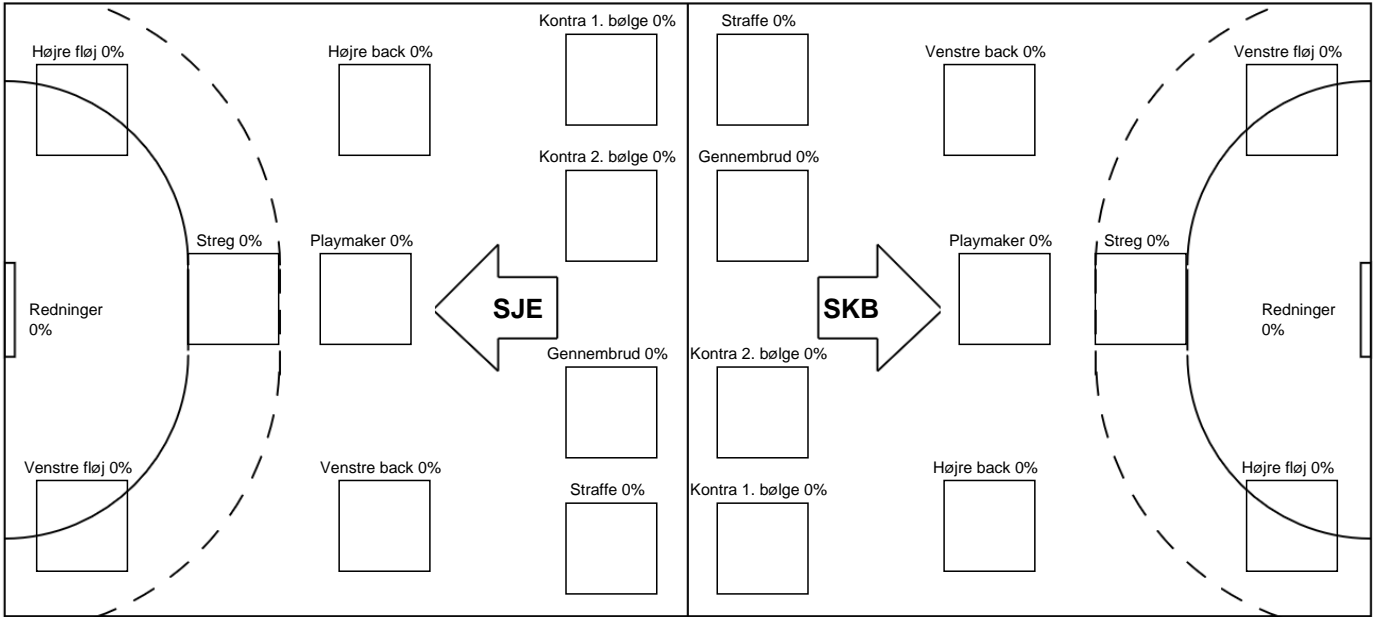 Kontra 1. bølge 0%
Straffe 0%
Højre fløj 0%
Højre back 0%
Venstre back 0%
Venstre fløj 0%
Kontra 2. bølge 0%
Gennembrud 0%
Streg 0%
Playmaker 0%
Playmaker 0%
Streg 0%
Redninger
0%
SJE
SKB
Redninger
0%
Gennembrud 0%
Kontra 2. bølge 0%
Venstre fløj 0%
Venstre back 0%
Højre back 0%
Højre fløj 0%
Straffe 0%
Kontra 1. bølge 0%